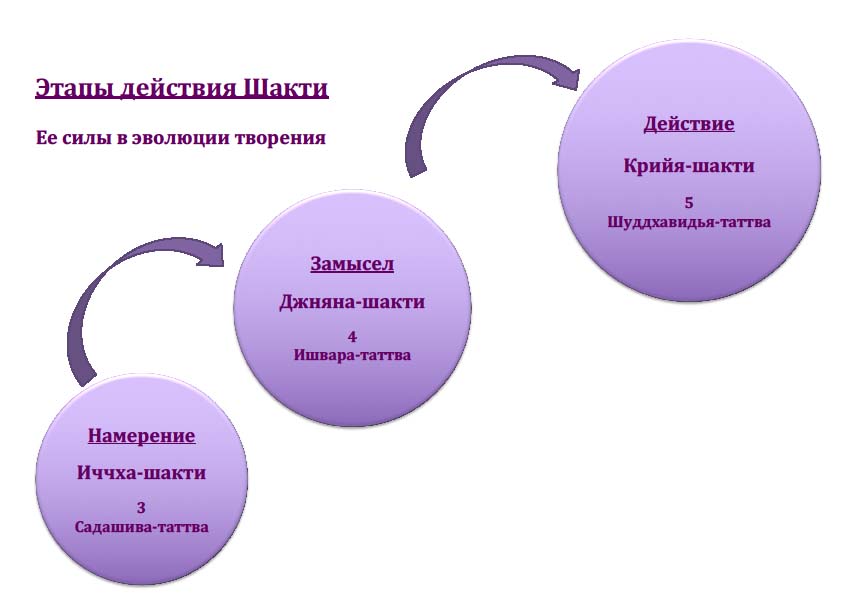 Этапы действия Шакти
Ее силы в эволюции творения
Действие
Крийя-шакти
5
Шуддхавидья-таттва
Замысел
Джняна-шакти
4
Ишвара-таттва
Намерение
Иччха-шакти
3
Садашива-таттва